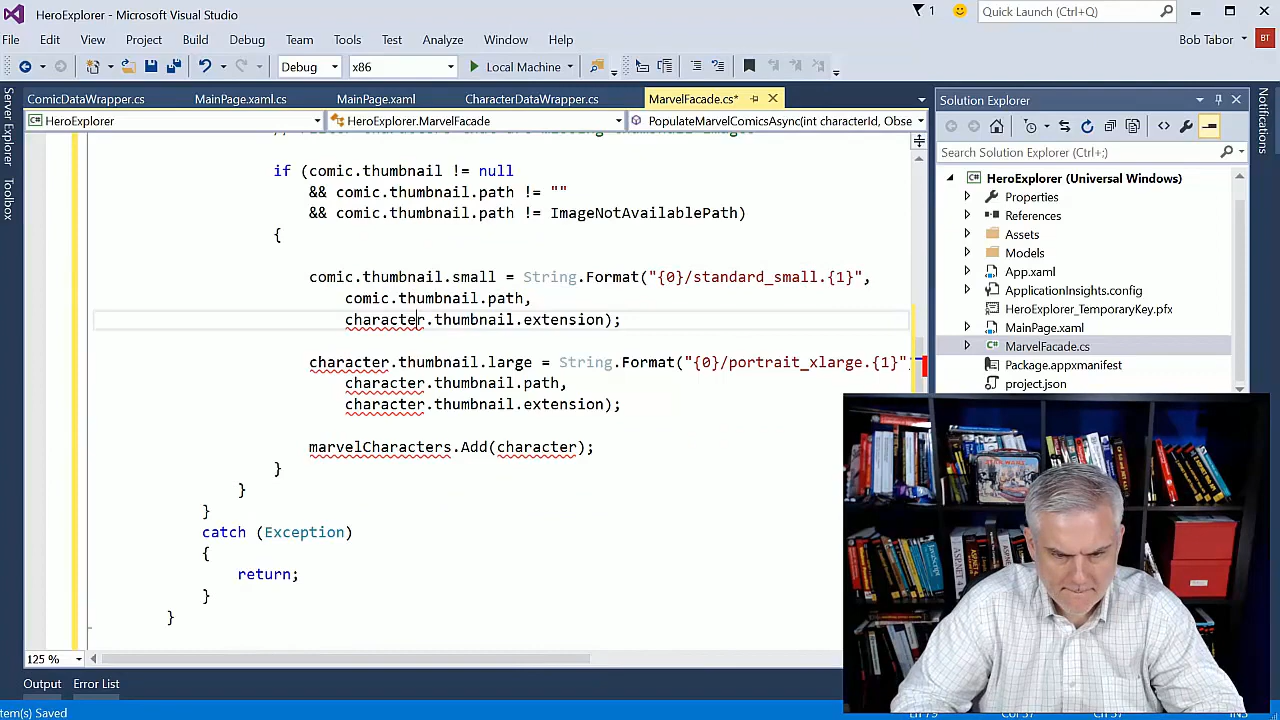 HeroExplorer - Microsoft Visual Studio
1
Quick Launch (Ctrl+Q)
File Edit View Project Build Debug Team Tools Test Analyze Window Help
Bob Tabor
BT
Debug x86 Local Machine
ComicDataWrapper.cs MainPage.xaml.cs MainPage.xaml CharacterDataWrapper.cs MarvelFacade.cs*
HeroExplorer HeroExplorer.MarvelFacade PopulateMarvelComicsAsync(int characterId, Obse
Server Explorer
Toolbox
if (comic.thumbnail != null
&& comic.thumbnail.path != ""
&& comic.thumbnail.path != ImageNotAvailablePath)
{
comic.thumbnail.small = String.Format("{0}/standard_small.{1}",
comic.thumbnail.path,
character.thumbnail.extension);
character.thumbnail.large = String.Format("{0}/portrait_xlarge.{1}"
character.thumbnail.path,
character.thumbnail.extension);
marvelCharacters.Add(character);
}
}
}
catch (Exception)
{
return;
}
}
125 %
Output Error List
tem(s) Saved
Solution Explorer
Search Solution Explorer (Ctrl+;)
HeroExplorer (Universal Windows)
Properties
References
Assets
Models
App.xaml
ApplicationInsights.config
HeroExplorer_TemporaryKey.pfx
MainPage.xaml
MarvelFacade.cs
Package.appxmanifest
project.json
Notifications